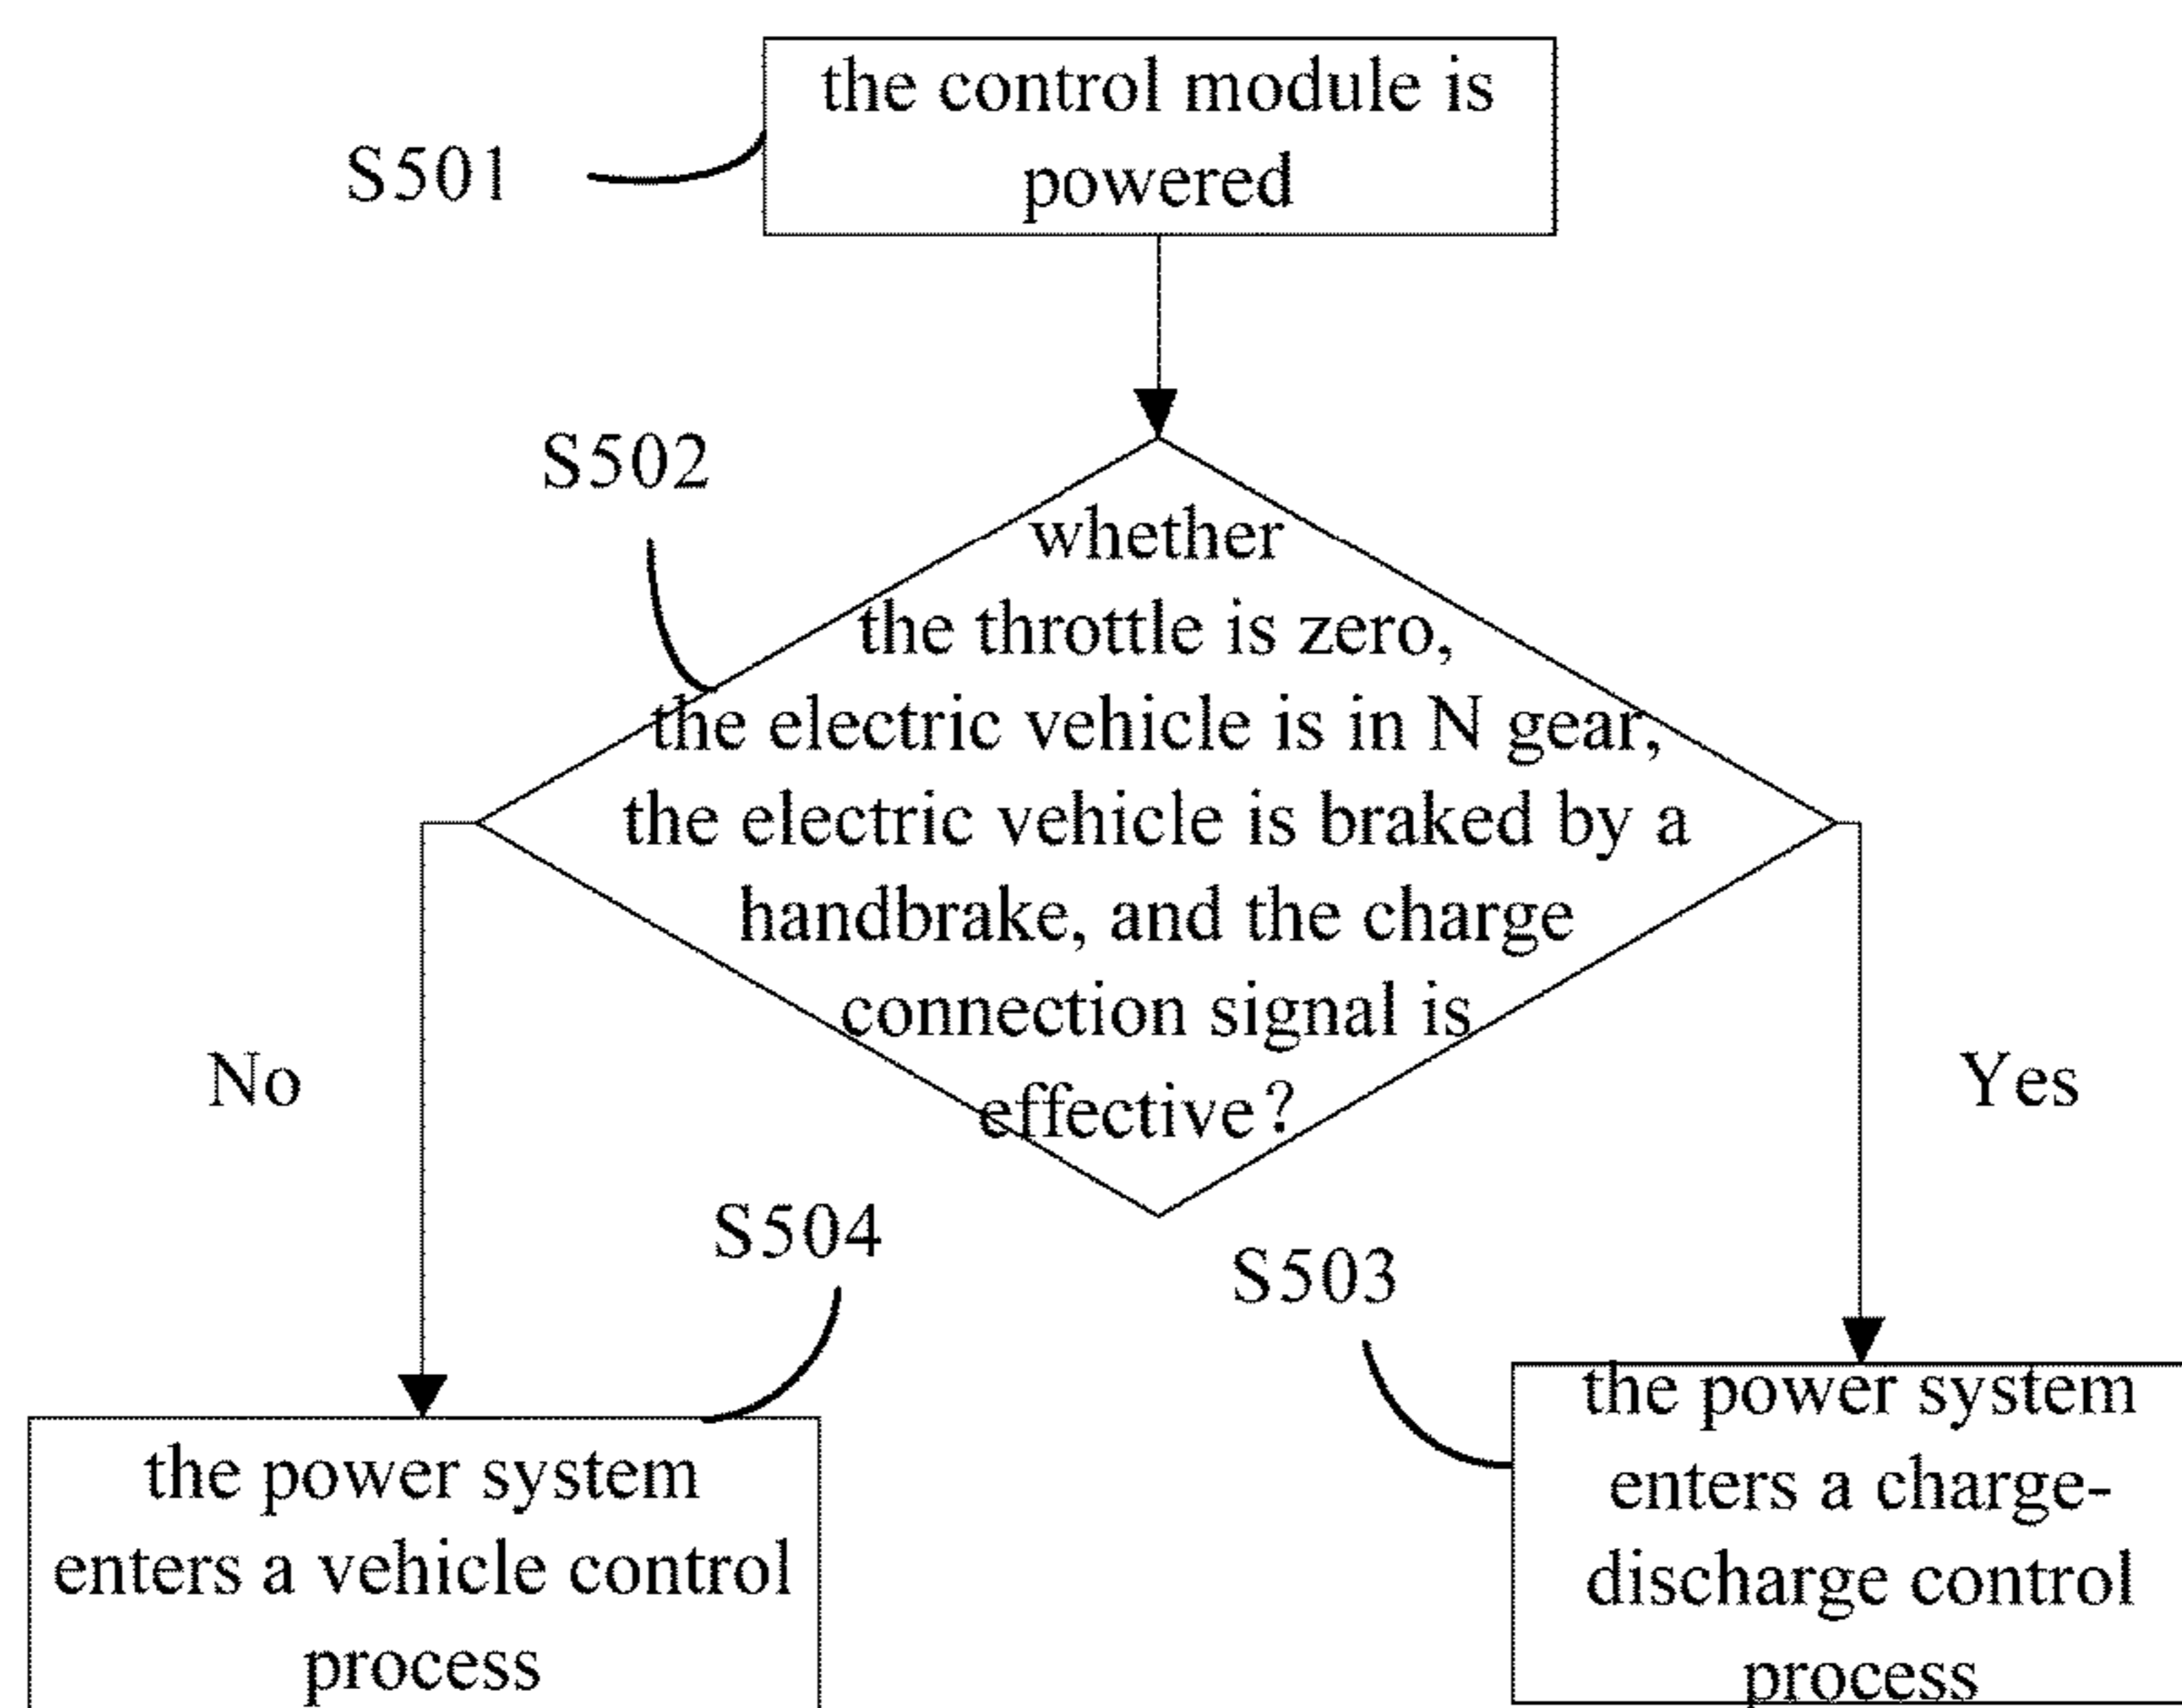 the control module is
powered
S501
S502
whether
the throttle is zero,
the electric vehicle is in N gear,
the electric vehicle is braked by a
handbrake, and the charge
connection signal is
effective?
No
Yes
S504
S503
the power system
enters a vehicle control
process
the power system
enters a charge-
discharge control
process